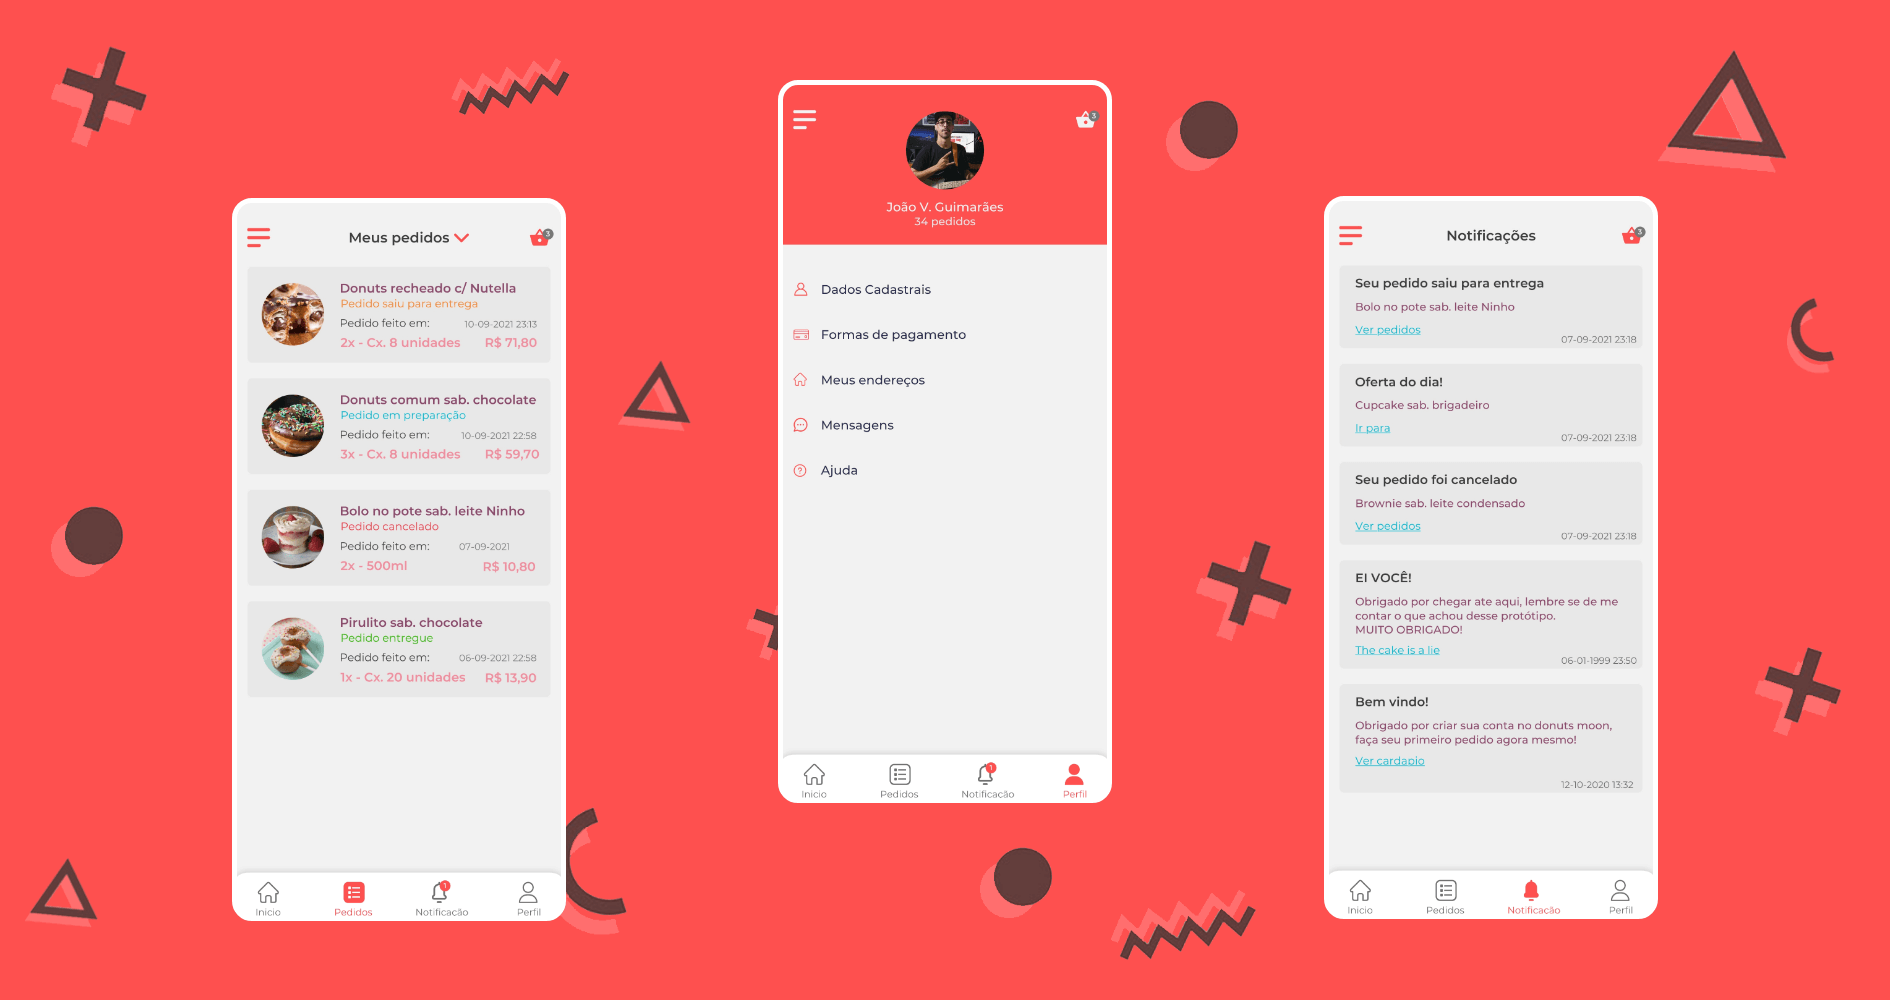 Meus pedidos
3
Donuts recheado c/ Nutella
Pedido saiu para entrega
Pedido feito em: 10-09-2021 23:13
2x - Cx. 8 unidades R$ 71,80
Donuts comum sab. chocolate
Pedido em preparação
Pedido feito em: 10-09-2021 22:58
3x - Cx. 8 unidades R$ 59,70
Bolo no pote sab. leite Ninho
Pedido cancelado
Pedido feito em: 07-09-2021
2x - 500ml R$ 10,80
Pirulito sab. chocolate
Pedido entregue
Pedido feito em: 06-09-2021 22:58
1x - Cx. 20 unidades R$ 13,90
1
Inicio Pedidos Notificacão Perfil
3
João V. Guimarães
34 pedidos
Dados Cadastrais
Formas de pagamento
Meus endereços
Mensagens
Ajuda
1
Inicio Pedidos Notificacão Perfil
Notificações
3
Seu pedido saiu para entrega
Bolo no pote sab. leite Ninho
Ver pedidos
07-09-2021 23:18
Oferta do dia!
Cupcake sab. brigadeiro
Ir para
07-09-2021 23:18
Seu pedido foi cancelado
Brownie sab. leite condensado
Ver pedidos
07-09-2021 23:18
EI VOCÊ!
Obrigado por chegar ate aqui, lembre se de me
contar o que achou desse protótipo.
MUITO OBRIGADO!
The cake is a lie
06-01-1999 23:50
Bem vindo!
Obrigado por criar sua conta no donuts moon,
faça seu primeiro pedido agora mesmo!
Ver cardapio
12-10-2020 13:32
Inicio Pedidos Notificacão Perfil